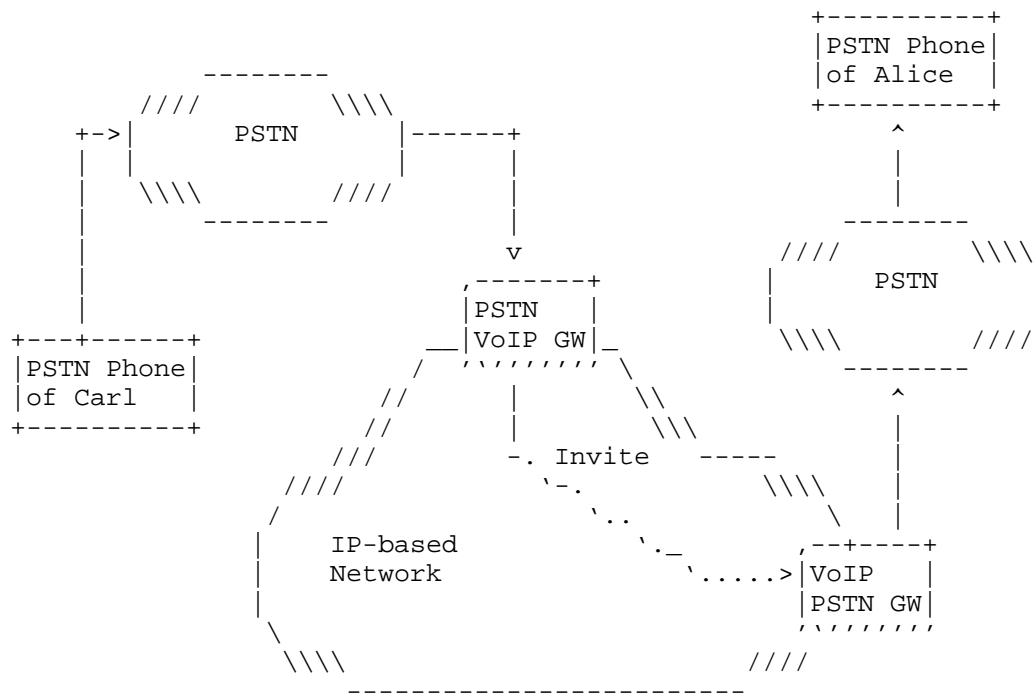 PSTN Phone
of Alice
PSTN
PSTN
PSTN
VoIP GW
PSTN Phone
of Carl
Invite
IP-based
Network
VoIP
PSTN GW